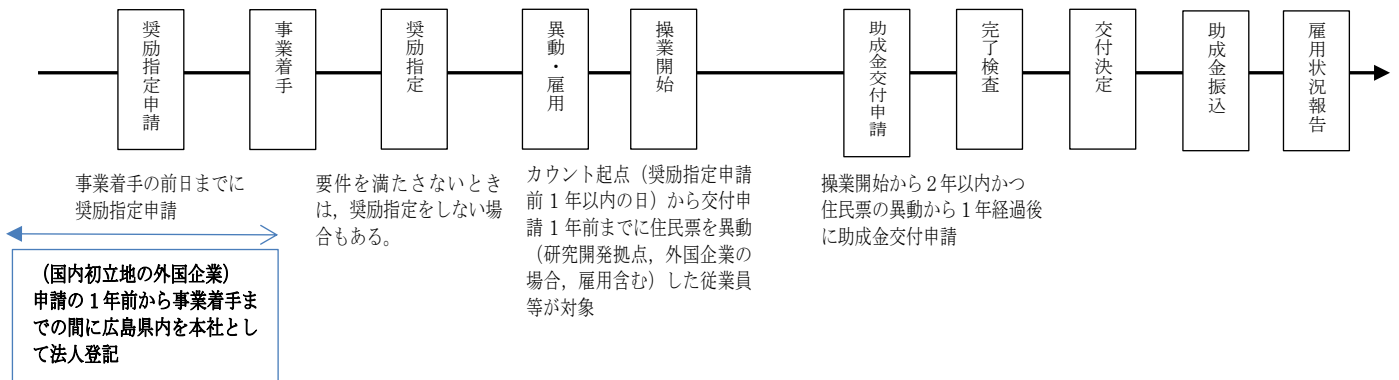 奨励指定申請
事業着手
奨励指定
異動・雇用
操業開始
助成金交付申請
完了検査
交付決定
助成金振込
雇用状況報告
事業着手の前日までに
奨励指定申請
要件を満たさないとき
は，奨励指定をしない場
合もある。
カウント起点（奨励指定申請
前１年以内の日）から交付申
請１年前までに住民票を異動
（研究開発拠点，外国企業の
場合，雇用含む）した従業員
等が対象
操業開始から２年以内かつ
住民票の異動から１年経過後
に助成金交付申請
（国内初立地の外国企業）
申請の１年前から事業着手ま
での間に広島県内を本社とし
て法人登記